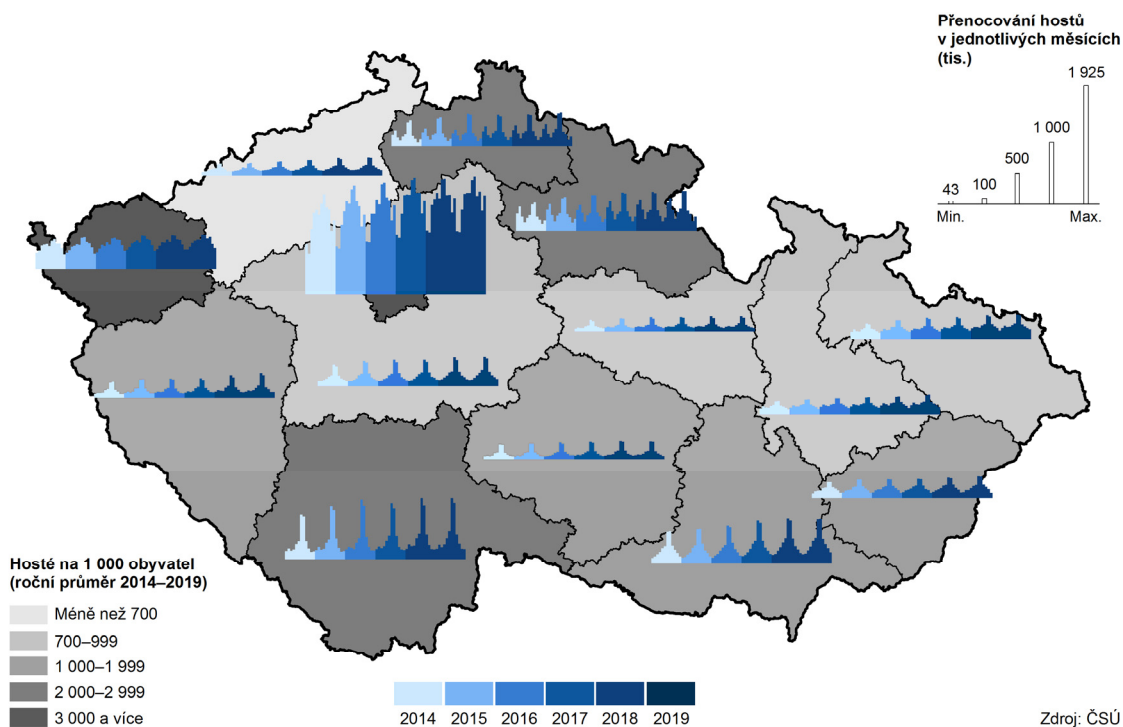 Přenocování hostů
v jednotlivých měsících
(tis.)
1 925
1 000
500
100
43
Min.
Max.
Hosté na 1 000 obyvatel
(roční průměr 2014–2019)
Méně než 700
700–999
1 000–1 999
2 000–2 999
3 000 a více
2014 2015 2016 2017 2018 2019
Zdroj: ČSÚ